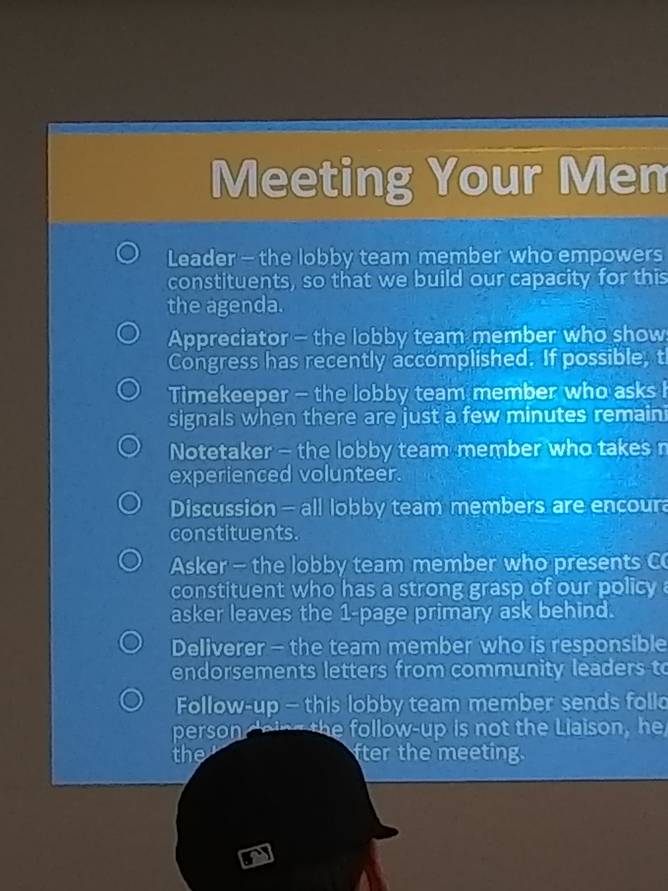 Meeting Your Mem
Leader – the lobby team member who empowers
constituents, so that we build our capacity for this
the agenda.
Appreciator – the lobby team member who show
Congress has recently accomplished. If possible, t
Timekeeper – the lobby team member who asks
signals when there are just a few minutes remain
Notetaker – the lobby team member who takes
experienced volunteer.
Discussion – all lobby team members are encoura
constituents.
Asker – the lobby team member who presents CC
constituent who has a strong grasp of our policy
asker leaves the 1-page primary ask behind.
Deliverer – the team member who is responsible
endorsements letters from community leaders to
Follow-up – this lobby team member sends follo
person doing the follow-up is not the Liaison, he/
the fter the meeting.